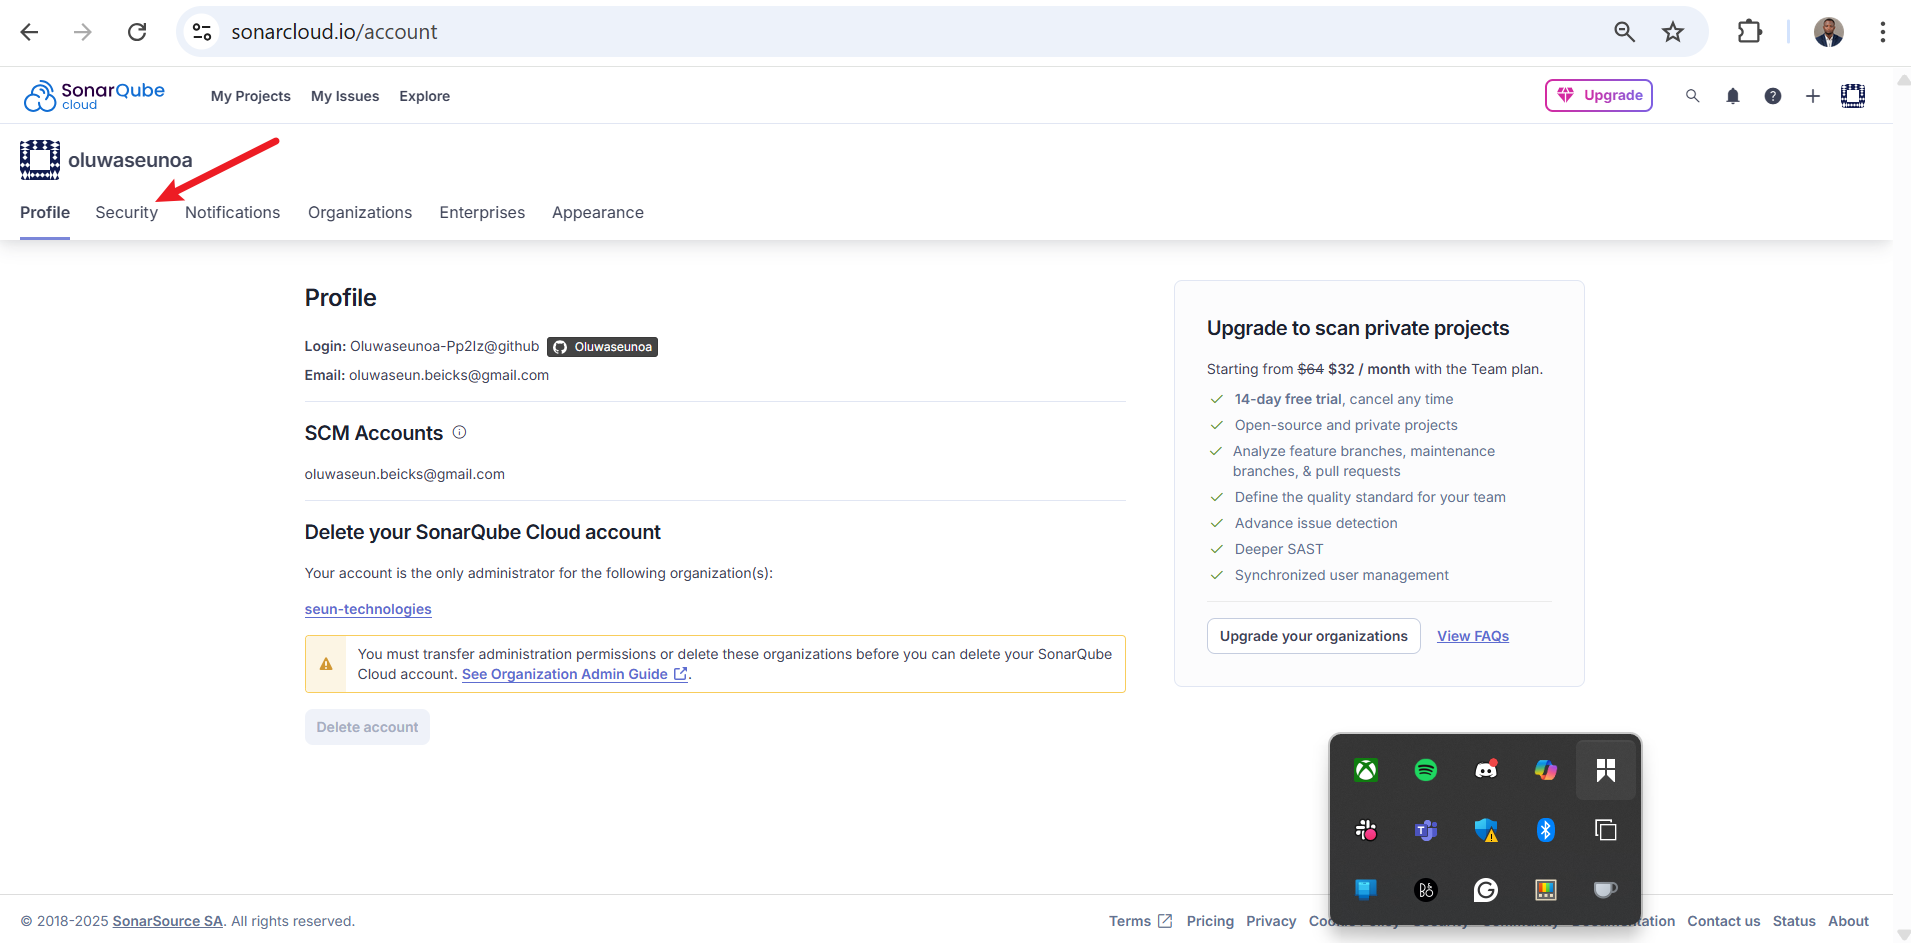 sonarcloud.io/account
SonarQube cloud
My Projects My Issues Explore
Upgrade
oluwaseunoa
Profile Security Notifications Organizations Enterprises Appearance
Profile
Login: Oluwaseunoa-Pp2Iz@github Oluwaseunoa
Email: oluwaseun.beicks@gmail.com
SCM Accounts
oluwaseun.beicks@gmail.com
Delete your SonarQube Cloud account
Your account is the only administrator for the following organization(s):
seun-technologies
You must transfer administration permissions or delete these organizations before you can delete your SonarQube
Cloud account. See Organization Admin Guide.
Delete account
Upgrade to scan private projects
Starting from $64 $32 / month with the Team plan.
14-day free trial, cancel any time
Open-source and private projects
Analyze feature branches, maintenance
branches, & pull requests
Define the quality standard for your team
Advance issue detection
Deeper SAST
Synchronized user management
Upgrade your organizations View FAQs
© 2018-2025 SonarSource SA. All rights reserved.
Terms Pricing Privacy Contact us Status About